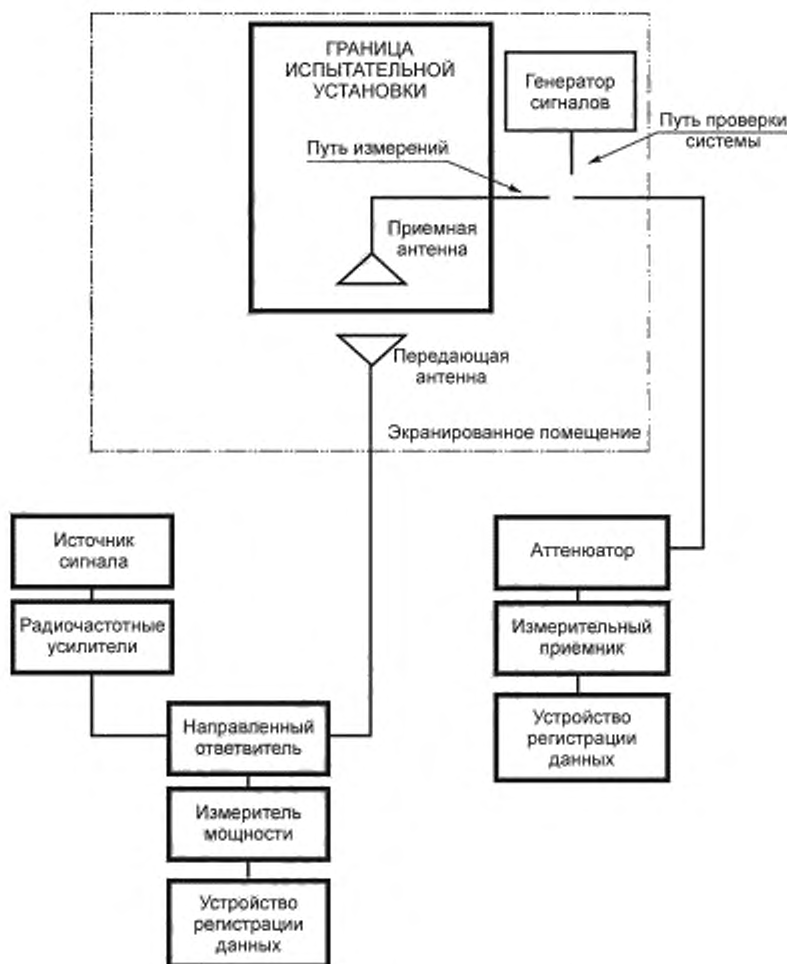 ГРАНИЦА
ИСПЫТАТЕЛЬНОЙ
УСТАНОВКИ
Генератор
сигналов
Путь измерений
Путь проверки
системы
Приемная
антенна
Передающая
антенна
Экранированное помещение
Источник
сигнала
Радиочастотные
усилители
Направленный
ответвитель
Измеритель
мощности
Устройство
регистрации
данных
Аттенюатор
Измерительный
приёмник
Устройство
регистрации
данных